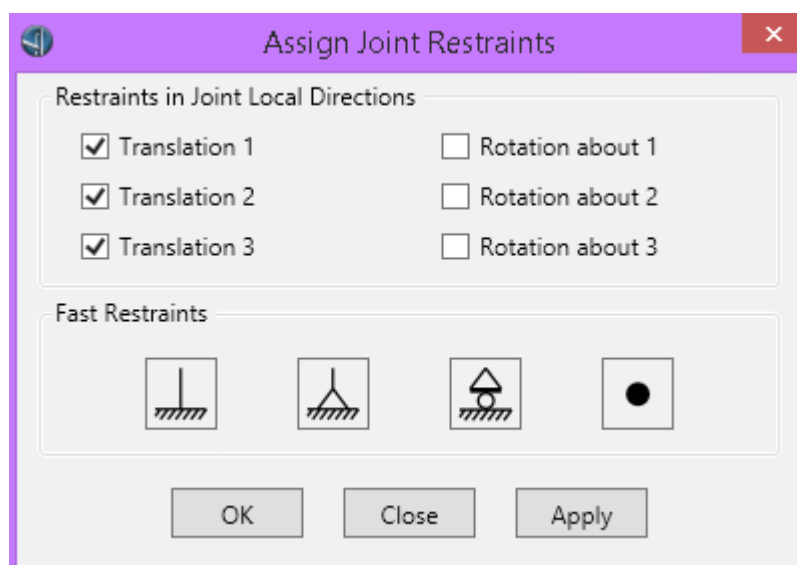 Assign Joint Restraints
Restraints in Joint Local Directions
Translation 1
Rotation about 1
Translation 2
Rotation about 2
Translation 3
Rotation about 3
Fast Restraints
OK
Close
Apply